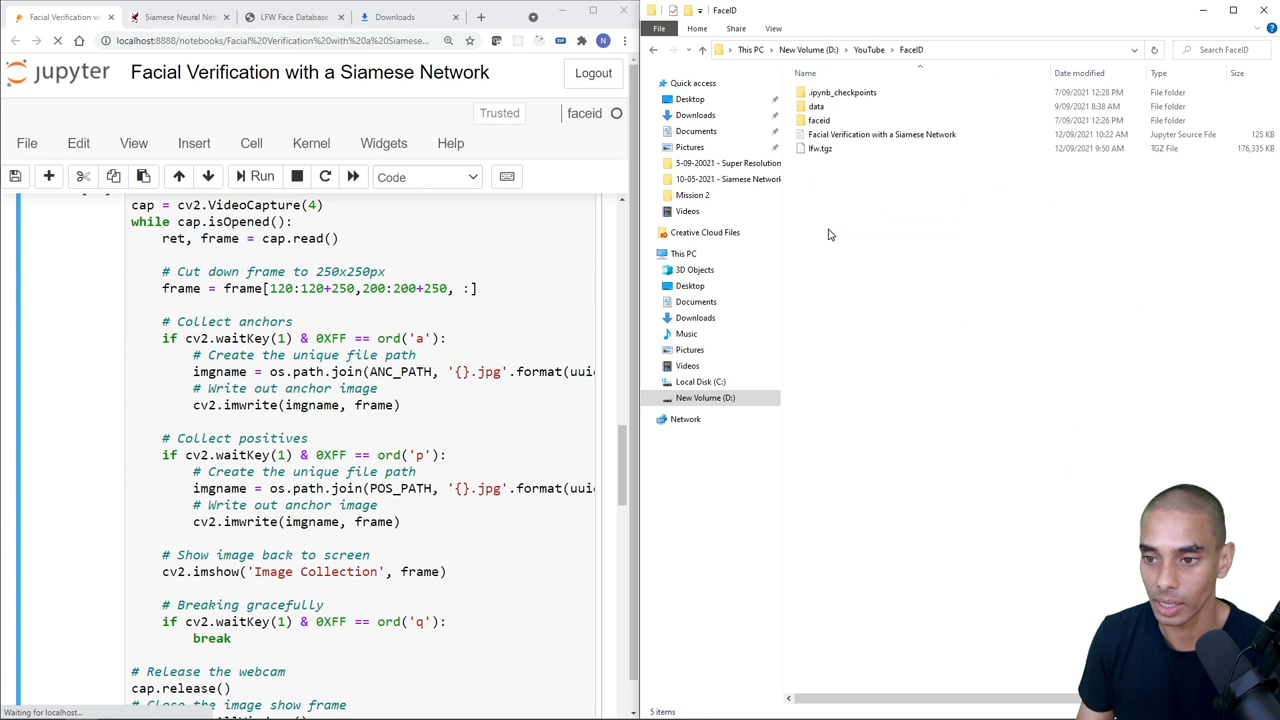 Facial Verification with
Siamese Neural Net
LFW Face Database
Downloads
localhost:8888/notebook
l%20Verification%20with%20a%20Siamese...
N
jupyter
Facial Verification with a Siamese Network
Logout
Trusted
faceid
File
Edit
View
Insert
Cell
Kernel
Widgets
Help
Run
Code
cap = cv2.VideoCapture(4)
while cap.isOpened():
ret, frame = cap.read()
# Cut down frame to 250x250px
frame = frame[120:120+250,200:200+250, :]
# Collect anchors
if cv2.waitKey(1) & 0XFF == ord('a'):
# Create the unique file path
imgname = os.path.join(ANC_PATH, '{}.jpg'.format(uui
# Write out anchor image
cv2.imwrite(imgname, frame)
# Collect positives
if cv2.waitKey(1) & 0XFF == ord('p'):
# Create the unique file path
imgname = os.path.join(POS_PATH, '{}.jpg'.format(uui
# Write out anchor image
cv2.imwrite(imgname, frame)
# Show image back to screen
cv2.imshow('Image Collection', frame)
# Breaking gracefully
if cv2.waitKey(1) & 0XFF == ord('q'):
break
# Release the webcam
cap.release()
# Close the image show frame
Waiting for localhost...
FaceID
File
Home
Share
View
This PC
New Volume (D:)
YouTube
FaceID
Search FaceID
Name
Date modified
Type
Size
Quick access
Desktop
Downloads
Documents
Pictures
5-09-20021 - Super Resolution
10-05-2021 - Siamese Network
Mission 2
Videos
Creative Cloud Files
This PC
3D Objects
Desktop
Documents
Downloads
Music
Pictures
Videos
Local Disk (C:)
New Volume (D:)
Network
.ipynb_checkpoints 7/09/2021 12:28 PM File folder
data 9/09/2021 8:38 AM File folder
faceid 7/09/2021 12:26 PM File folder
Facial Verification with a Siamese Network 12/09/2021 10:22 AM Jupyter Source File 125 KB
lfw.tgz 12/09/2021 9:50 AM TGZ File 176,335 KB
5 items